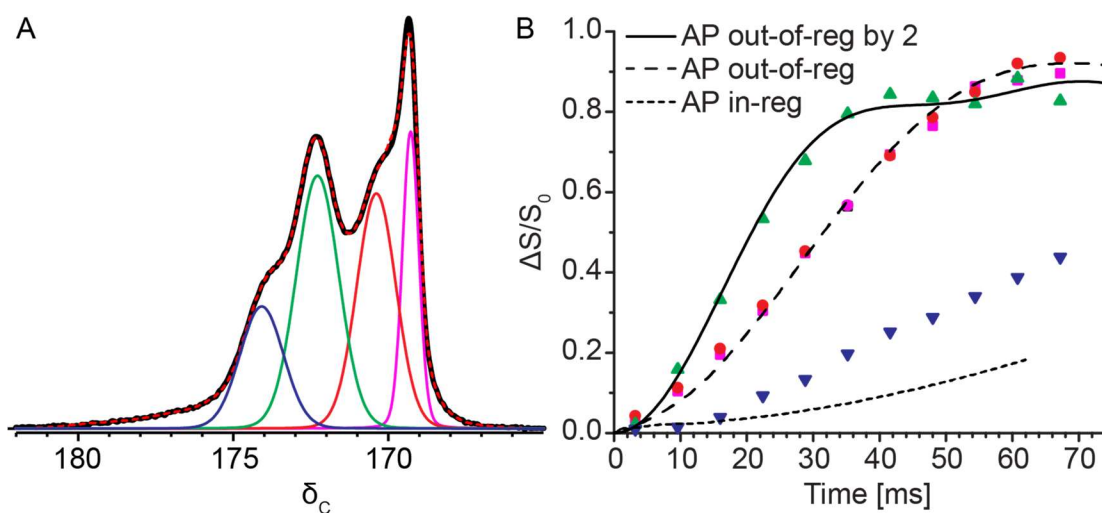 A
180
175
170
δC
B
ΔS/S0
1.0
0.8
0.6
0.4
0.2
0.0
AP out-of-reg by 2
AP out-of-reg
AP in-reg
0 10 20 30 40 50 60 70
Time [ms]